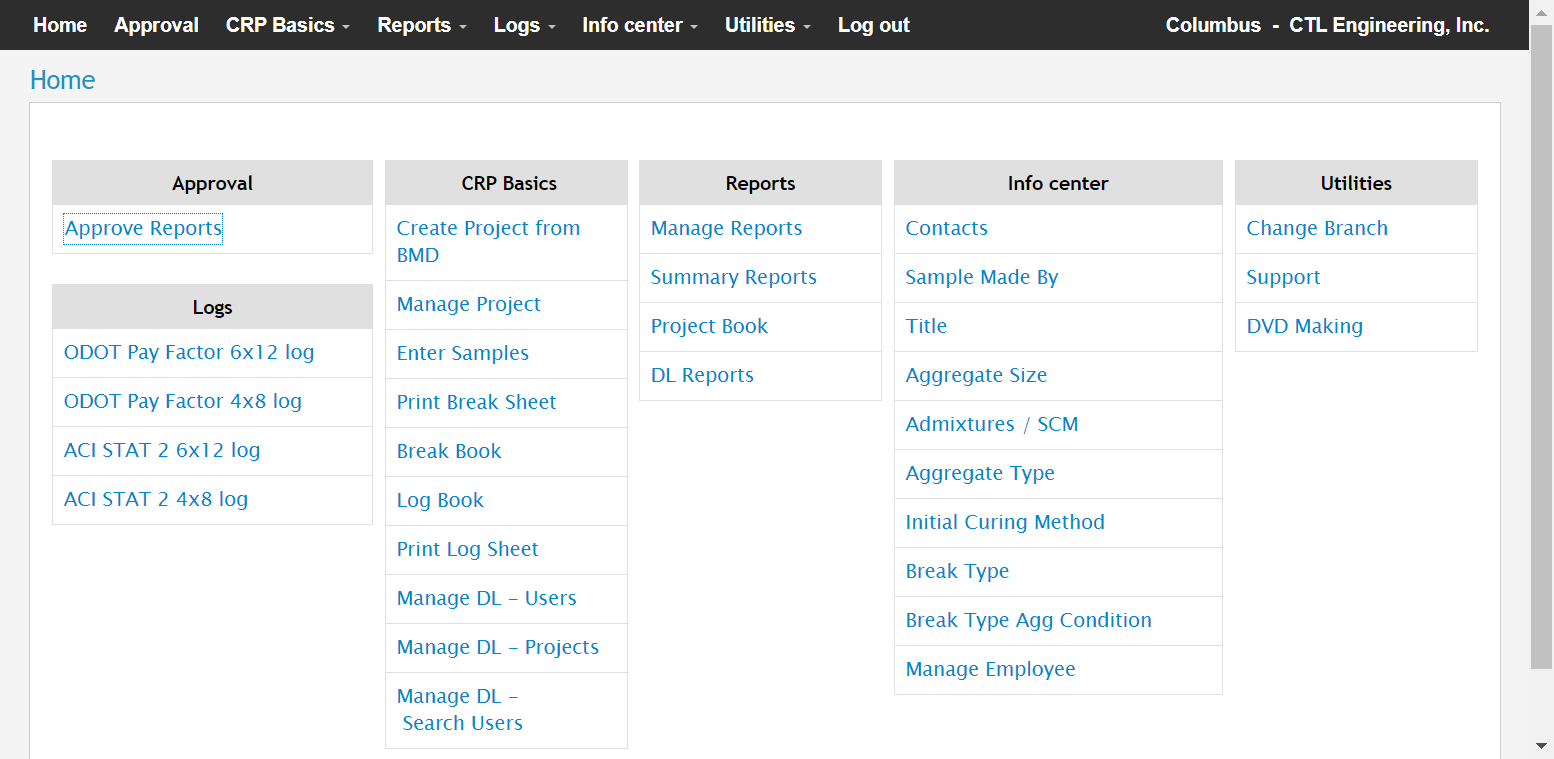 Home Approval CRP Basics Reports Logs Info center Utilities Log out Columbus - CTL Engineering, Inc.
Home
Approval
Approve Reports
Logs
ODOT Pay Factor 6x12 log
ODOT Pay Factor 4x8 log
ACI STAT 2 6x12 log
ACI STAT 2 4x8 log
CRP Basics
Create Project from
BMD
Manage Project
Enter Samples
Print Break Sheet
Break Book
Log Book
Print Log Sheet
Manage DL - Users
Manage DL - Projects
Manage DL -
Search Users
Reports
Manage Reports
Summary Reports
Project Book
DL Reports
Info center
Contacts
Sample Made By
Title
Aggregate Size
Admixtures / SCM
Aggregate Type
Initial Curing Method
Break Type
Break Type Agg Condition
Manage Employee
Utilities
Change Branch
Support
DVD Making